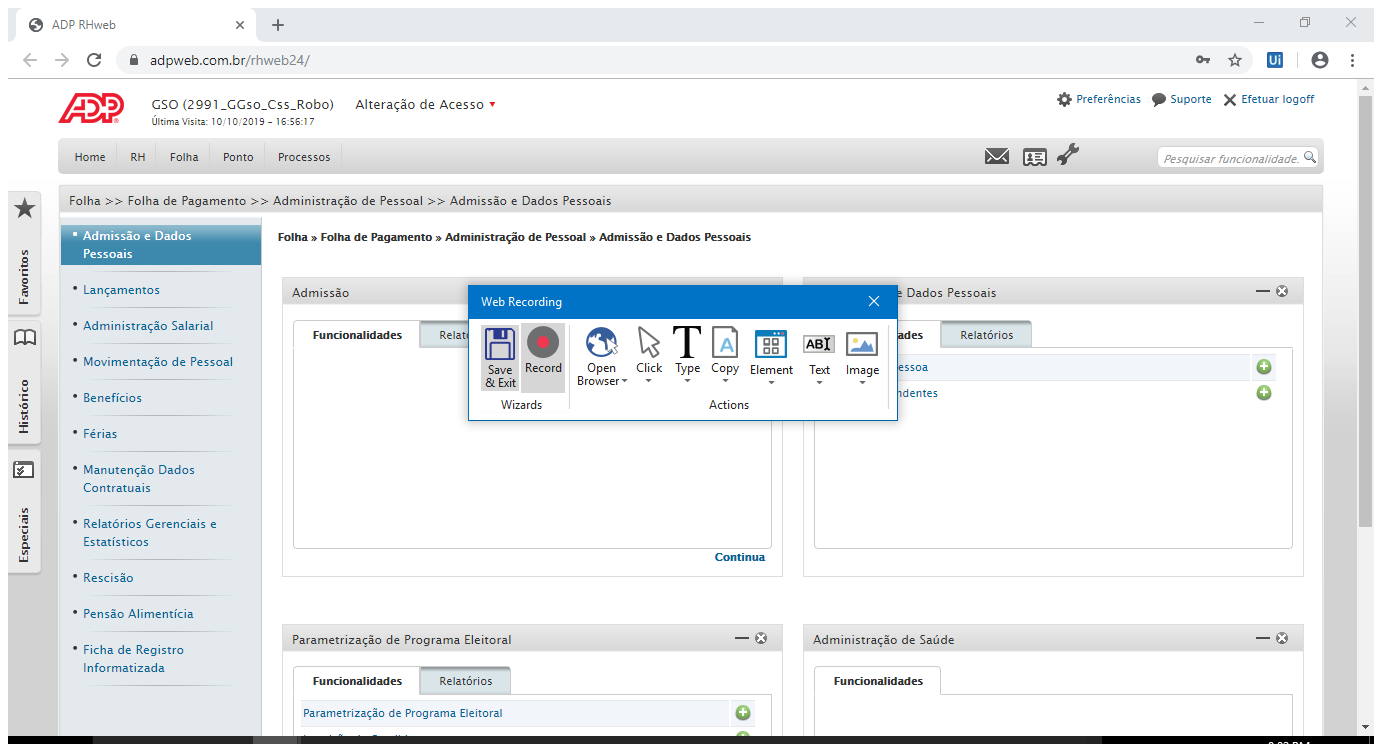 ADP RHweb
adpweb.com.br/rhweb24/
Ui
ADP
GSO (2991_GGso_Css_Robo)
Alteração de Acesso
Última Visita: 10/10/2019 – 16:56:17
Preferências
Suporte
Efetuar logoff
Home
RH
Folha
Ponto
Processos
Pesquisar funcionalidade.
Favoritos
Histórico
Especiais
Folha >> Folha de Pagamento >> Administração de Pessoal >> Admissão e Dados Pessoais
Admissão e Dados
Pessoais
Lançamentos
Administração Salarial
Movimentação de Pessoal
Benefícios
Férias
Manutenção Dados
Contratuais
Relatórios Gerenciais e
Estatísticos
Rescisão
Pensão Alimentícia
Ficha de Registro
Informatizada
Folha » Folha de Pagamento » Administração de Pessoal » Admissão e Dados Pessoais
Admissão
Funcionalidades
Relató
Continua
e Dados Pessoais
ades
Relatórios
essoa
ndentes
Web Recording
Save
& Exit
Record
Open
Browser
Click
Type
Copy
Element
Text
Image
Wizards
Actions
Parametrização de Programa Eleitoral
Funcionalidades
Relatórios
Parametrização de Programa Eleitoral
Administração de Saúde
Funcionalidades